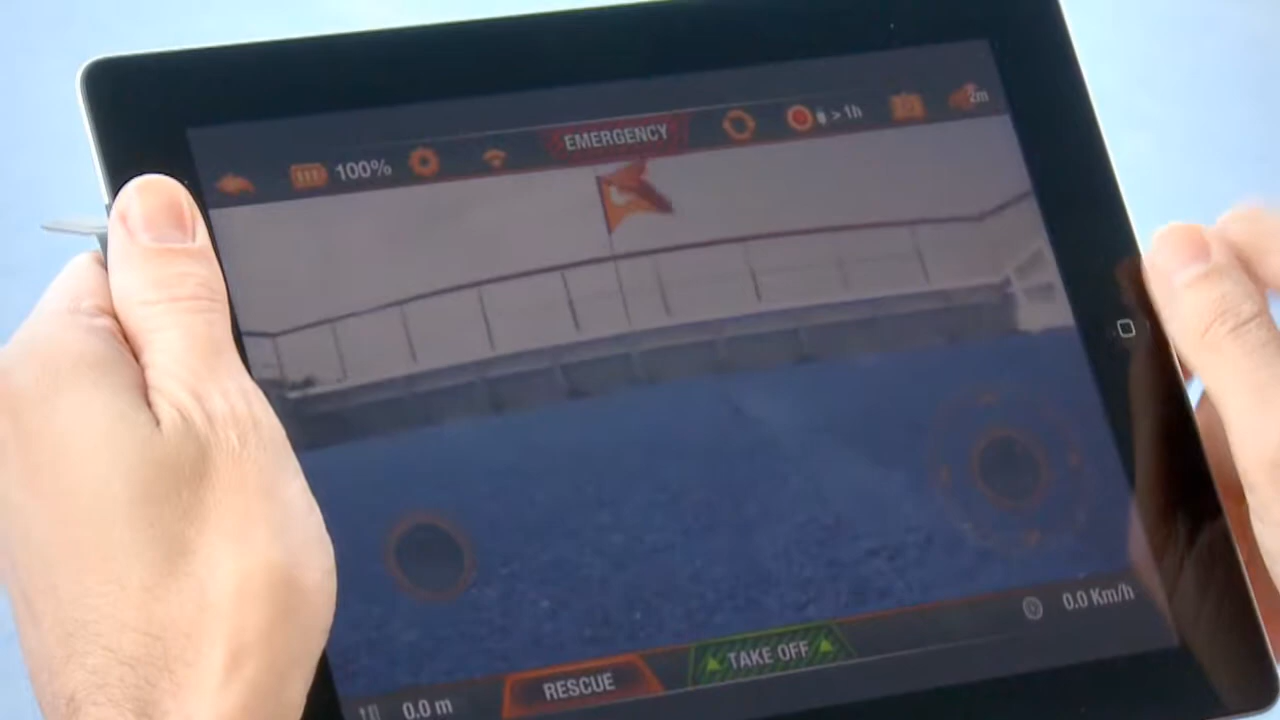 100%
EMERGENCY
> 1h
2m
0.0 Km/h
TAKE OFF
RESCUE
0.0 m